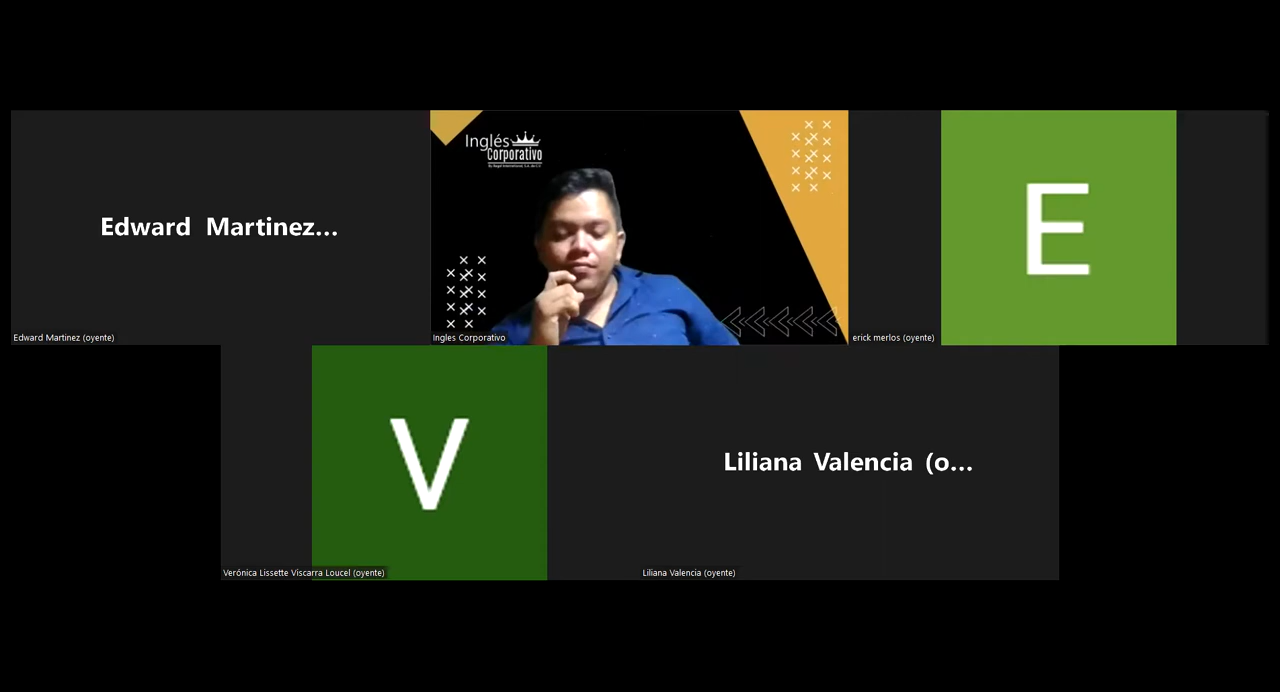 Edward Martinez...
Edward Martinez (oyente)
Inglés
Corporativo
Ingles Corporativo
E
erick merlos (oyente)
V
Verónica Lissette Viscarra Loucel (oyente)
Liliana Valencia (o...
Liliana Valencia (oyente)